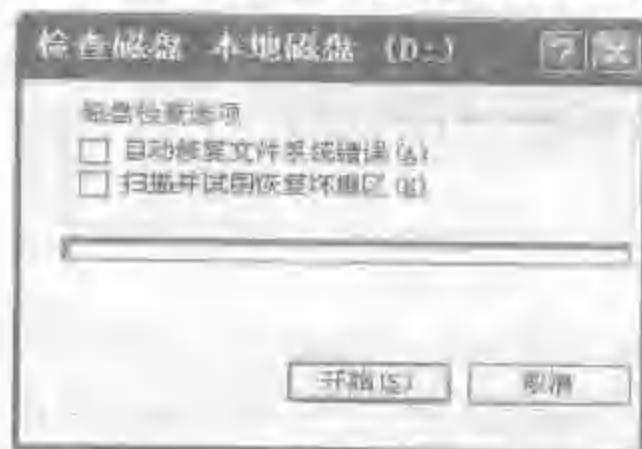 检查磁盘 本地磁盘 (D:)
磁盘检查选项
自动修复文件系统错误(A)
扫描并试图恢复坏扇区(N)
开始(S)
取消